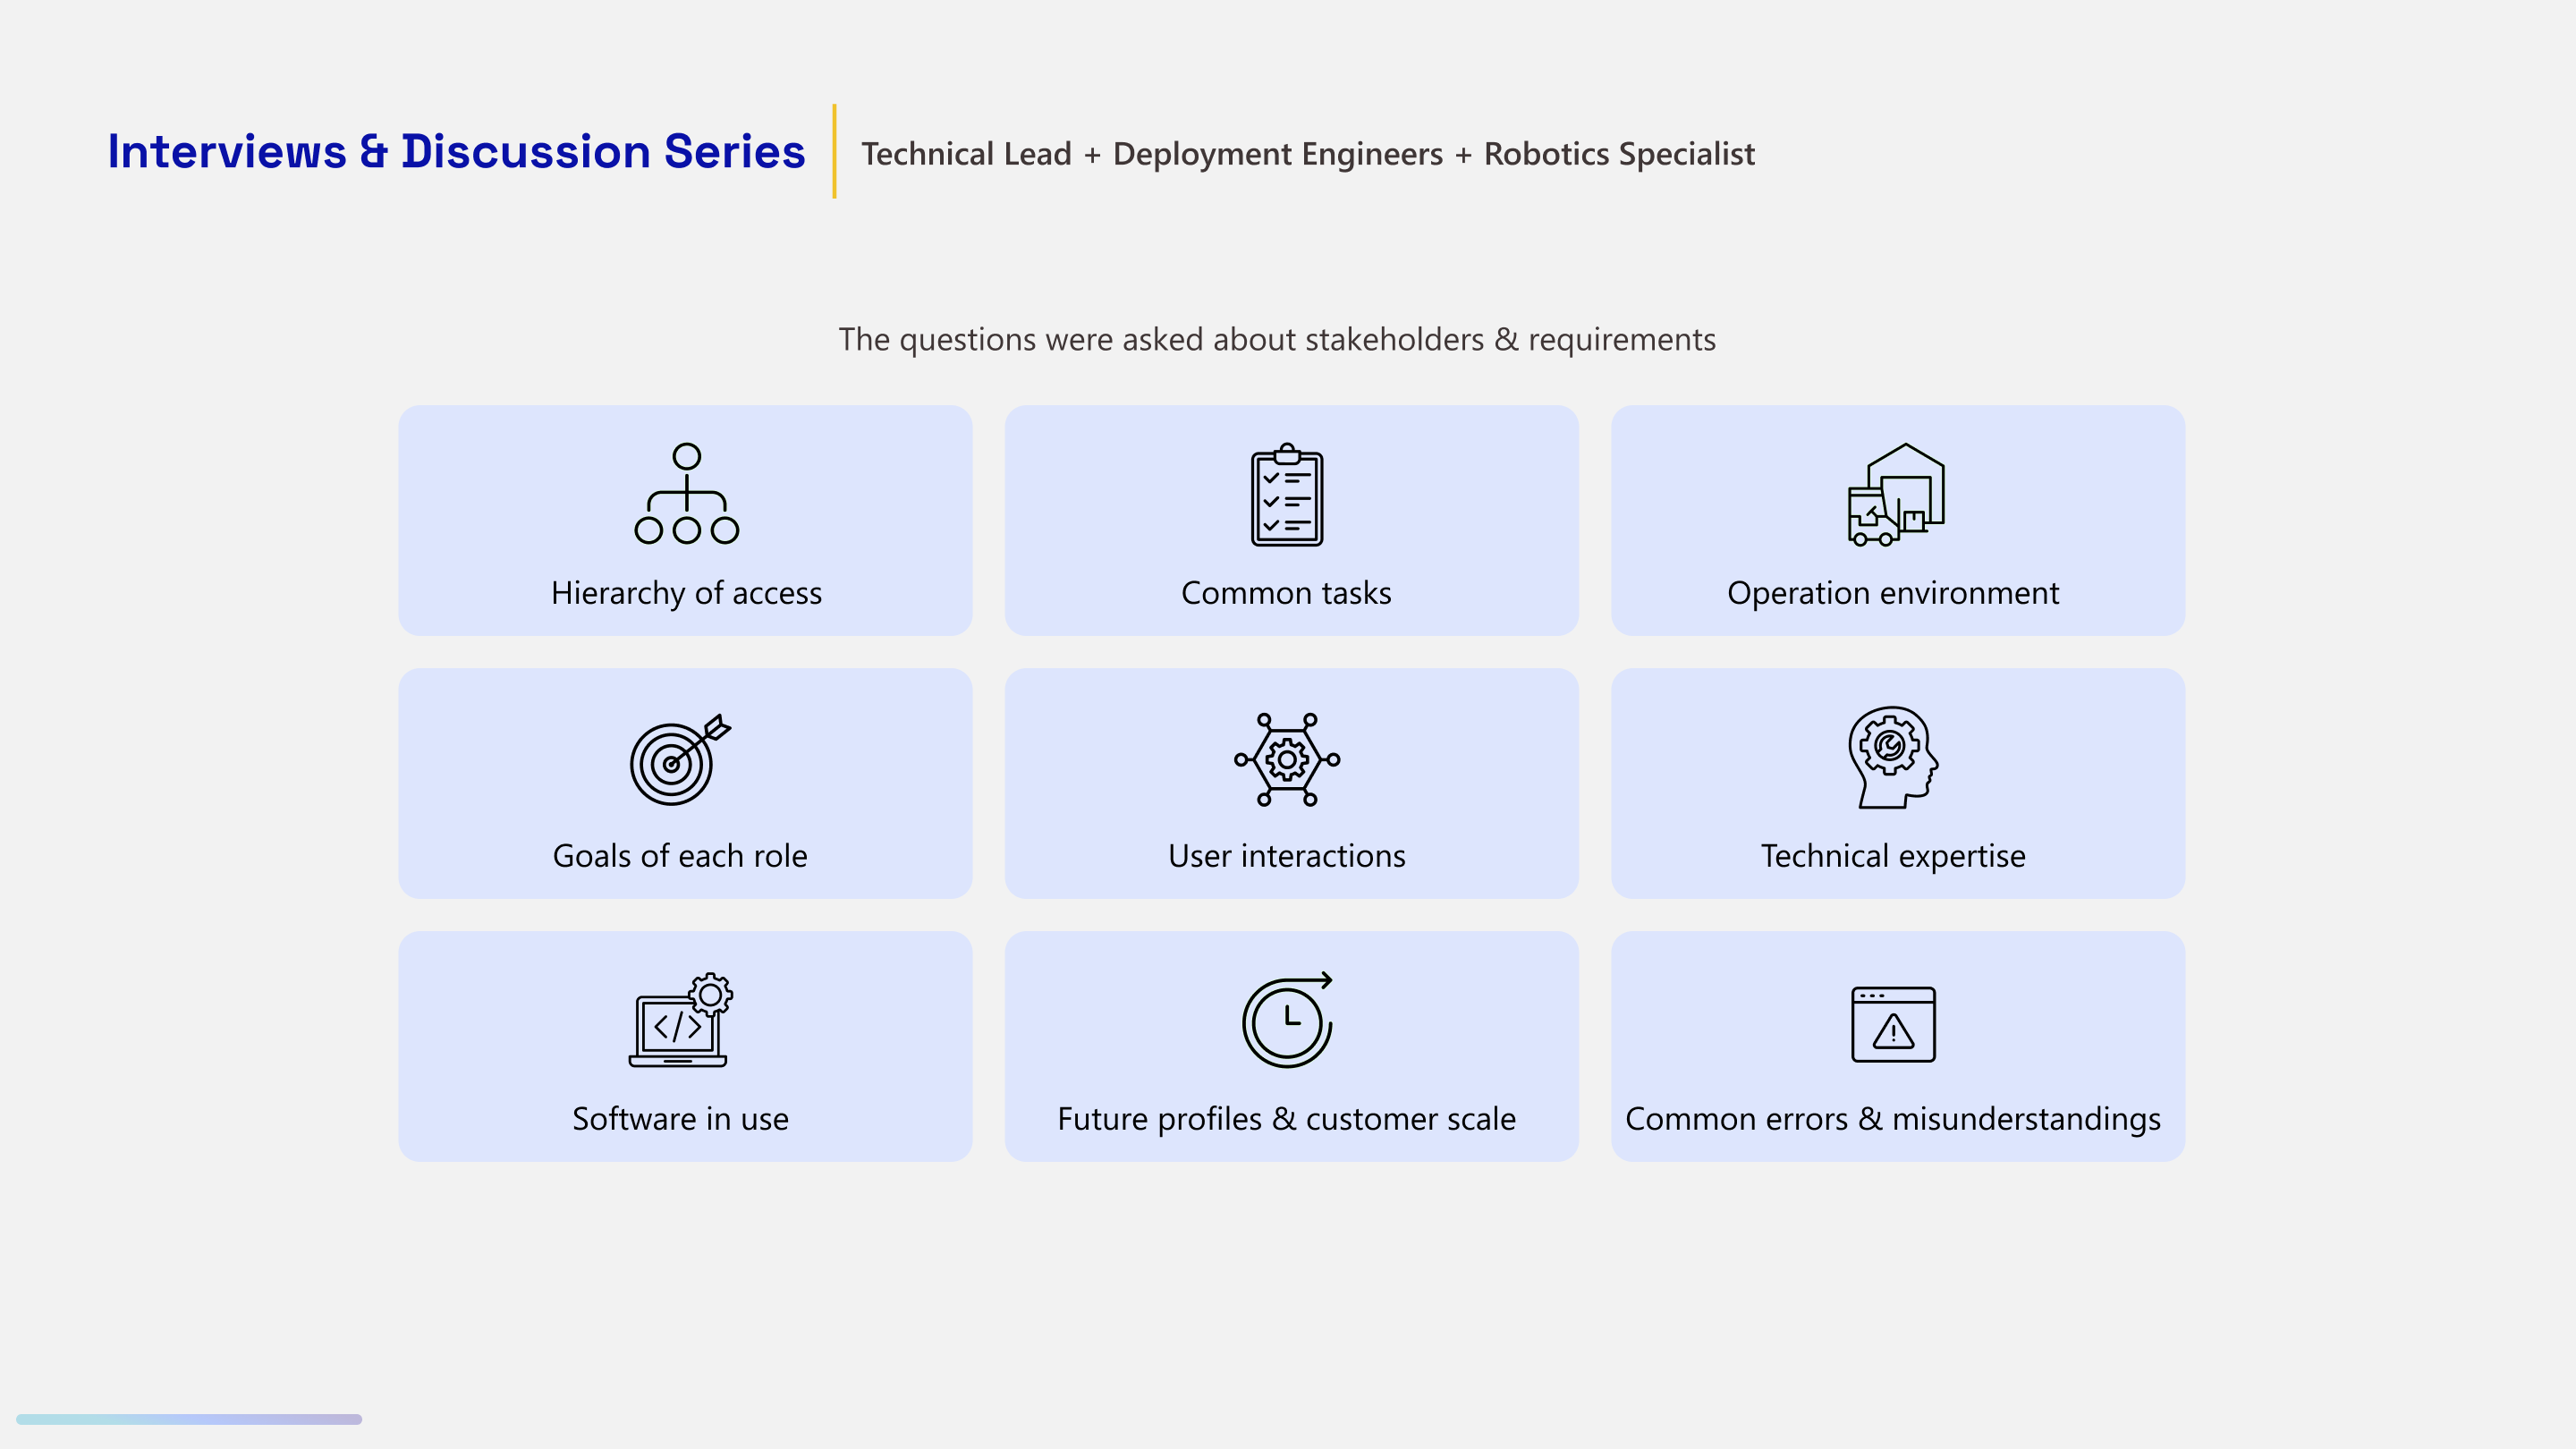 Interviews & Discussion Series
Technical Lead + Deployment Engineers + Robotics Specialist
The questions were asked about stakeholders & requirements
Hierarchy of access
Common tasks
Operation environment
Goals of each role
User interactions
Technical expertise
Software in use
Future profiles & customer scale
Common errors & misunderstandings